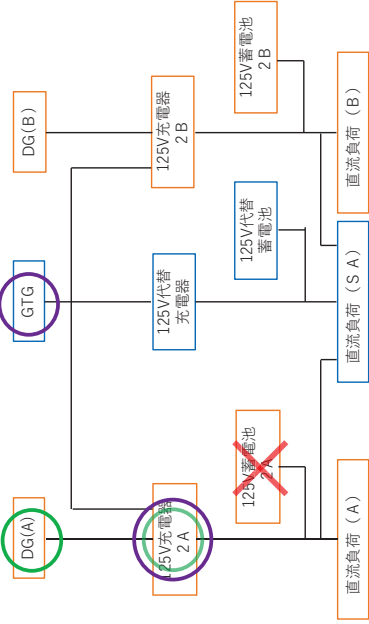 DG(A)
GTG
DG(B)
125V充電器
2A
125V代替
充電器
125V充電器
2B
125V蓄電池
2A
125V代替
蓄電池
125V蓄電池
2B
直流負荷（A）
直流負荷（SA）
直流負荷（B）